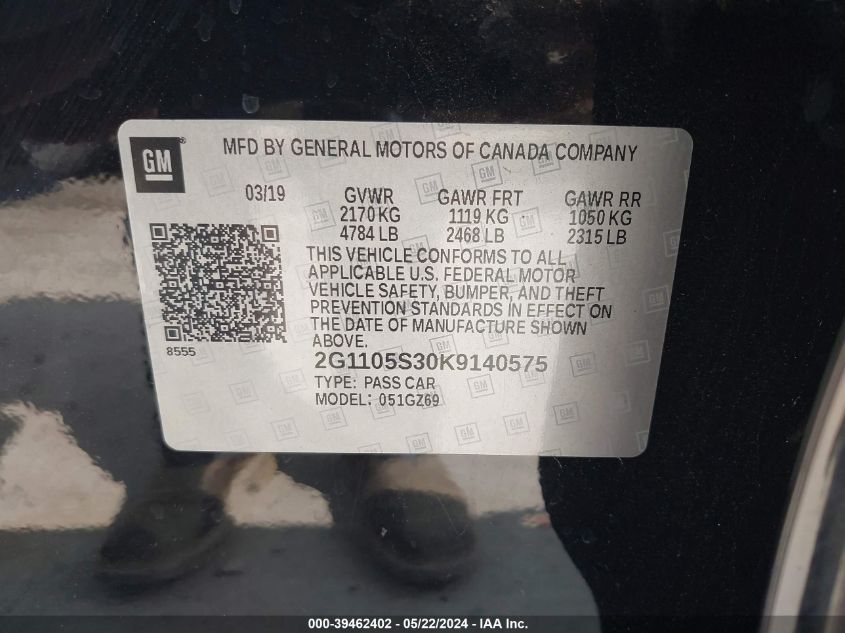 GM
MFD BY GENERAL MOTORS OF CANADA COMPANY
03/19 GVWR GAWR FRT GAWR RR
2170 KG 1119 KG 1050 KG
4784 LB 2468 LB 2315 LB
THIS VEHICLE CONFORMS TO ALL
APPLICABLE U.S. FEDERAL MOTOR
VEHICLE SAFETY, BUMPER, AND THEFT
PREVENTION STANDARDS IN EFFECT ON
THE DATE OF MANUFACTURE SHOWN
ABOVE.
8555
2G1105S30K9140575
TYPE: PASS CAR
MODEL: 051GZ69
000-39462402 - 05/22/2024 - IAA Inc.